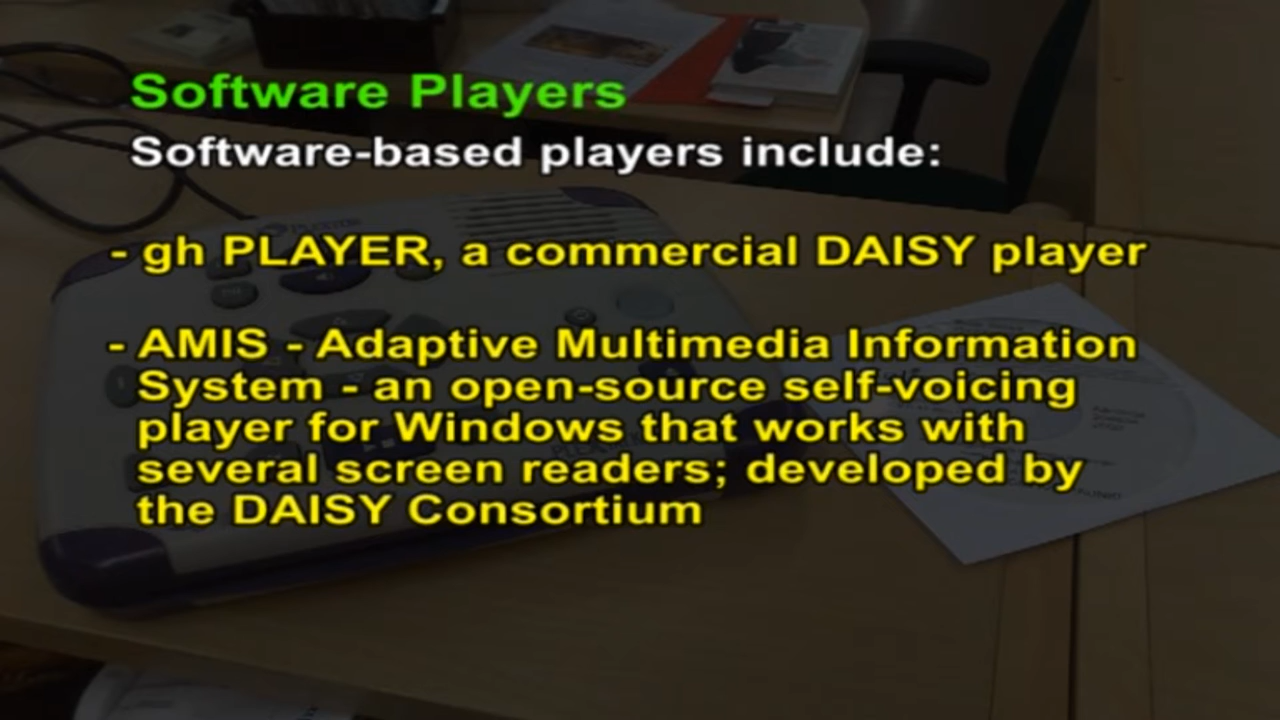 Software Players
Software-based players include:
- gh PLAYER, a commercial DAISY player
- AMIS - Adaptive Multimedia Information
System - an open-source self-voicing
player for Windows that works with
several screen readers; developed by
the DAISY Consortium